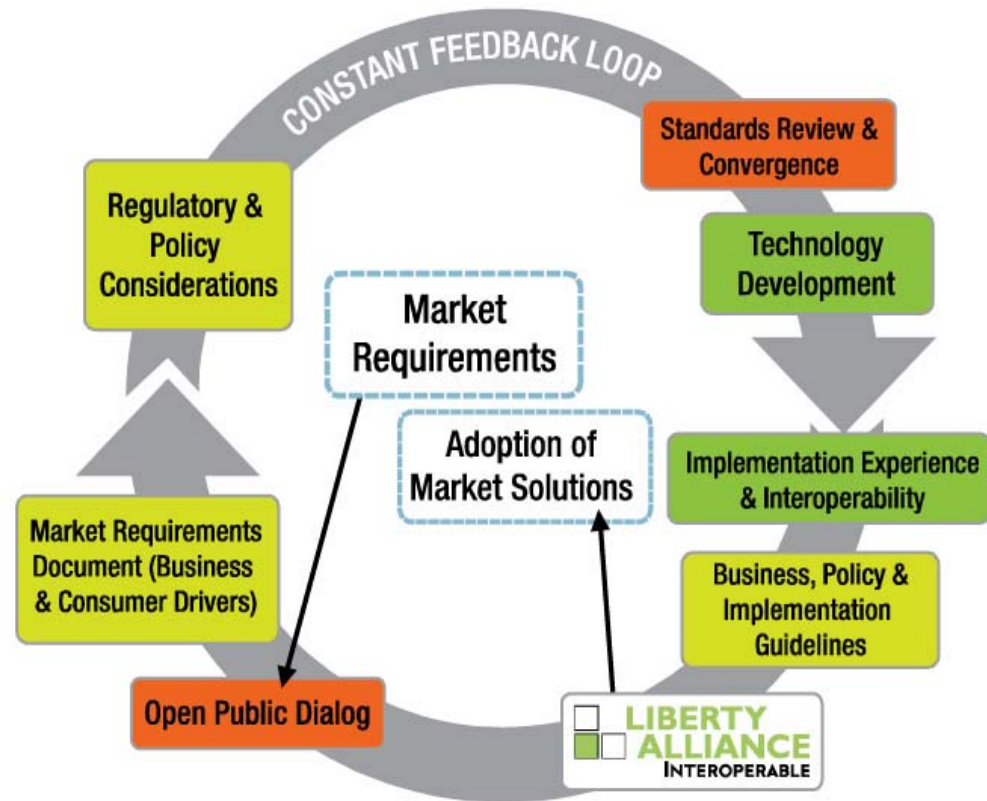 CONSTANT FEEDBACK LOOP
Standards Review &
Convergence
Technology
Development
Implementation Experience
& Interoperability
Business, Policy &
Implementation
Guidelines
LIBERTY
ALLIANCE
INTEROPERABLE
Open Public Dialog
Market Requirements
Document (Business
& Consumer Drivers)
Regulatory &
Policy
Considerations
Market
Requirements
Adoption of
Market Solutions